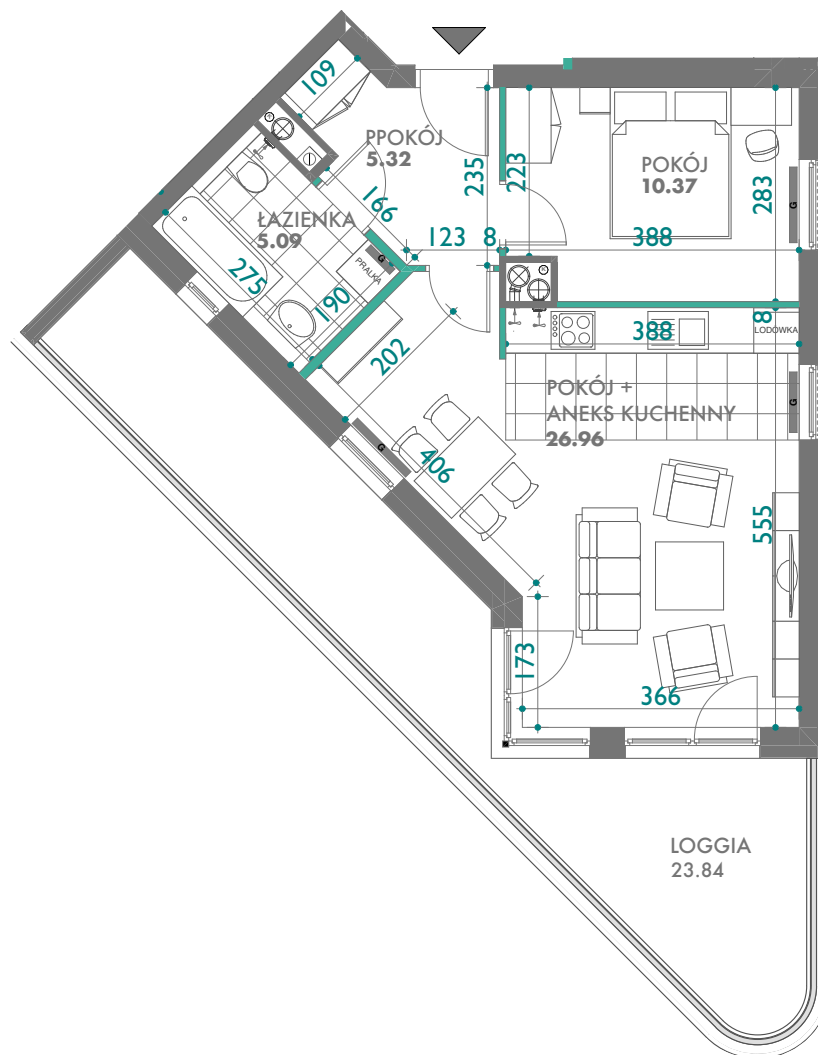 109
PPOKÓJ
5.32
235
223
POKÓJ
10.37
283
166
ŁAZIENKA
5.09
123
8
388
G
PRALKA
G
275
190
8
388
LODÓWKA
202
POKÓJ +
ANEKS KUCHENNY
26.96
G
G
406
555
173
366
LOGGIA
23.84